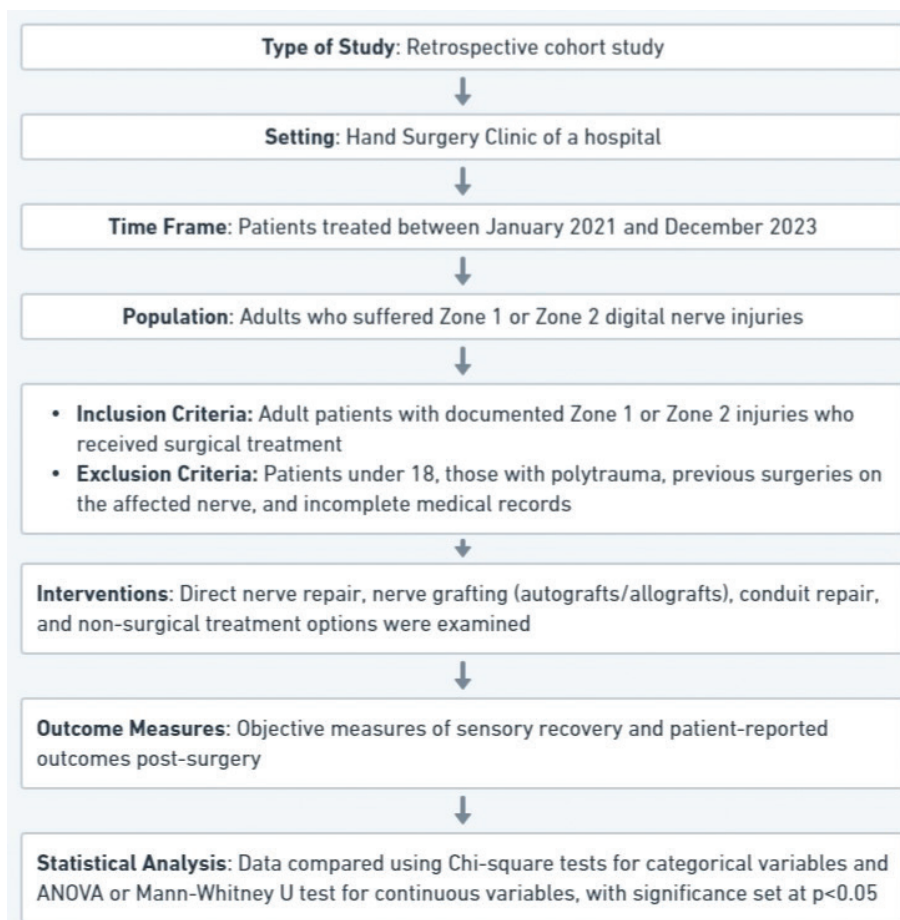 Type of Study: Retrospective cohort study
Setting: Hand Surgery Clinic of a hospital
Time Frame: Patients treated between January 2021 and December 2023
Population: Adults who suffered Zone 1 or Zone 2 digital nerve injuries
• Inclusion Criteria: Adult patients with documented Zone 1 or Zone 2 injuries who
received surgical treatment
• Exclusion Criteria: Patients under 18, those with polytrauma, previous surgeries on
the affected nerve, and incomplete medical records
Interventions: Direct nerve repair, nerve grafting (autografts/allografts), conduit repair,
and non-surgical treatment options were examined
Outcome Measures: Objective measures of sensory recovery and patient-reported
outcomes post-surgery
Statistical Analysis: Data compared using Chi-square tests for categorical variables and
ANOVA or Mann-Whitney U test for continuous variables, with significance set at p<0.05